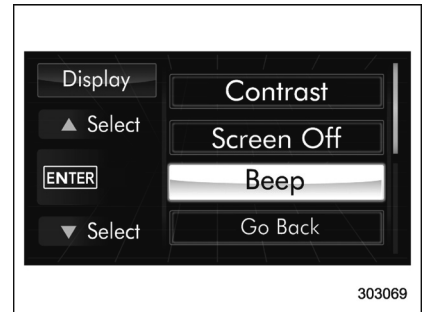 Display
▲ Select
ENTER
▼ Select
Contrast
Screen Off
Beep
Go Back
303069